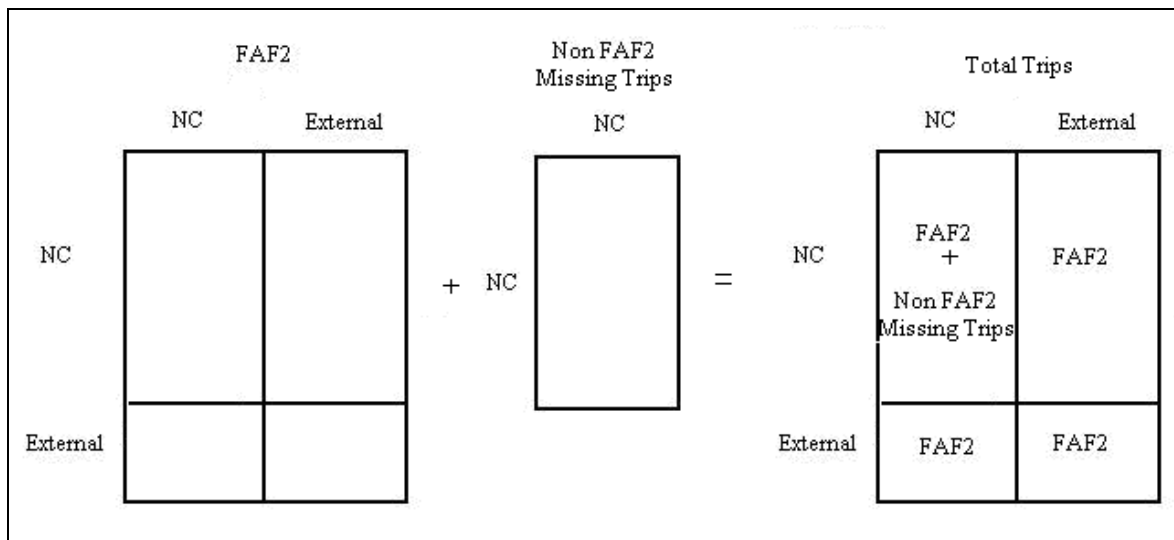 FAF2
Non FAF2
Missing Trips
Total Trips
NC
External
NC
NC
External
NC
+
NC
=
NC
FAF2
+
Non FAF2
Missing Trips
FAF2
External
External
FAF2
FAF2